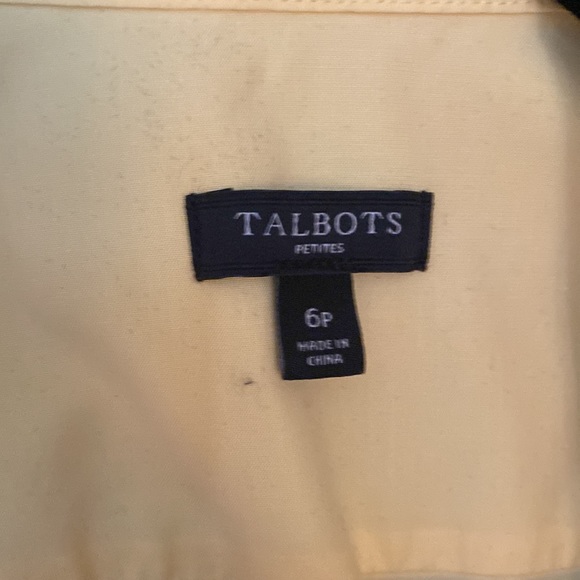 TALBOTS
PETITES
6P
MADE IN
CHINA